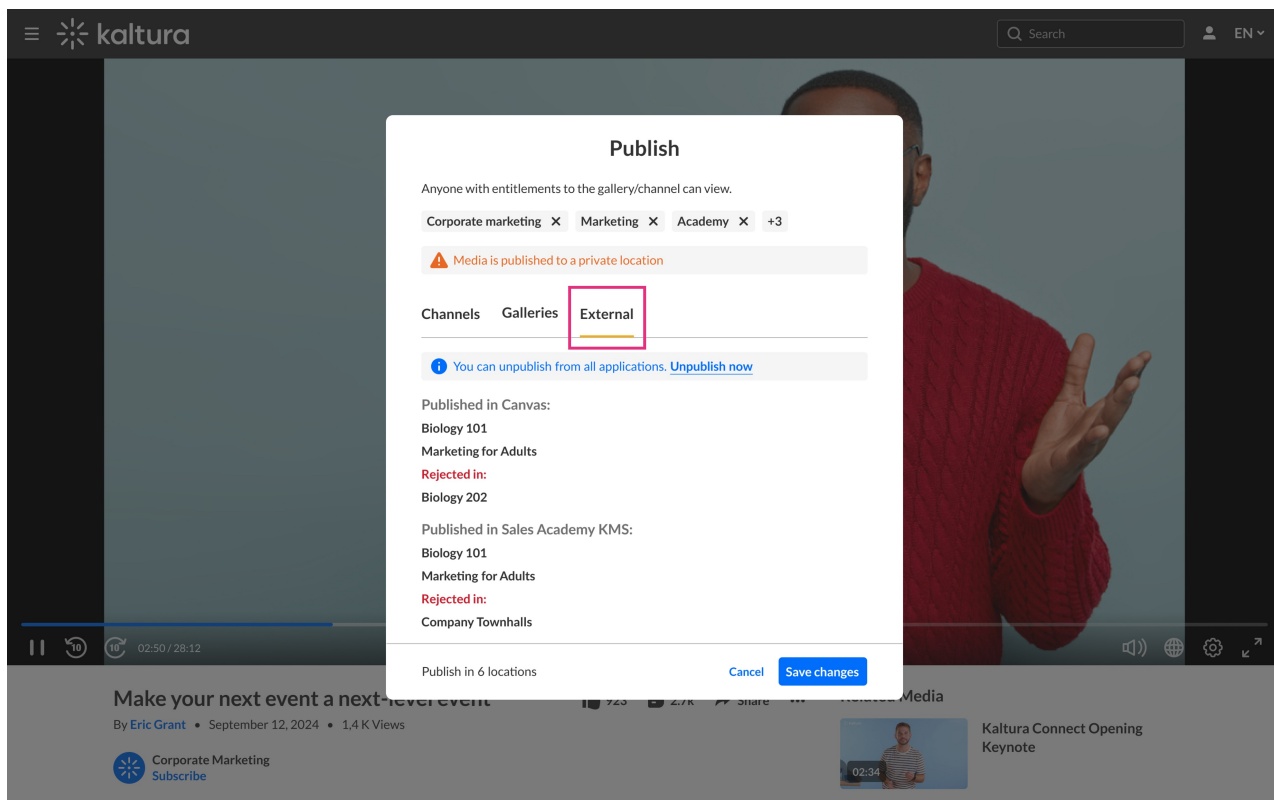 kaltura
Search
EN
Publish
Anyone with entitlements to the gallery/channel can view.
Corporate marketing ✕ Marketing ✕ Academy ✕ +3
Media is published to a private location
Channels Galleries External
You can unpublish from all applications. Unpublish now
Published in Canvas:
Biology 101
Marketing for Adults
Rejected in:
Biology 202
Published in Sales Academy KMS:
Biology 101
Marketing for Adults
Rejected in:
Company Townhalls
10 10 02:50 / 28:12
Publish in 6 locations Cancel Save changes
Make your next event a next-level event
923 2.7K Share
Related Media
By Eric Grant • September 12, 2024 • 1,4 K Views
Corporate Marketing
Subscribe
02:34
Kaltura Connect Opening
Keynote